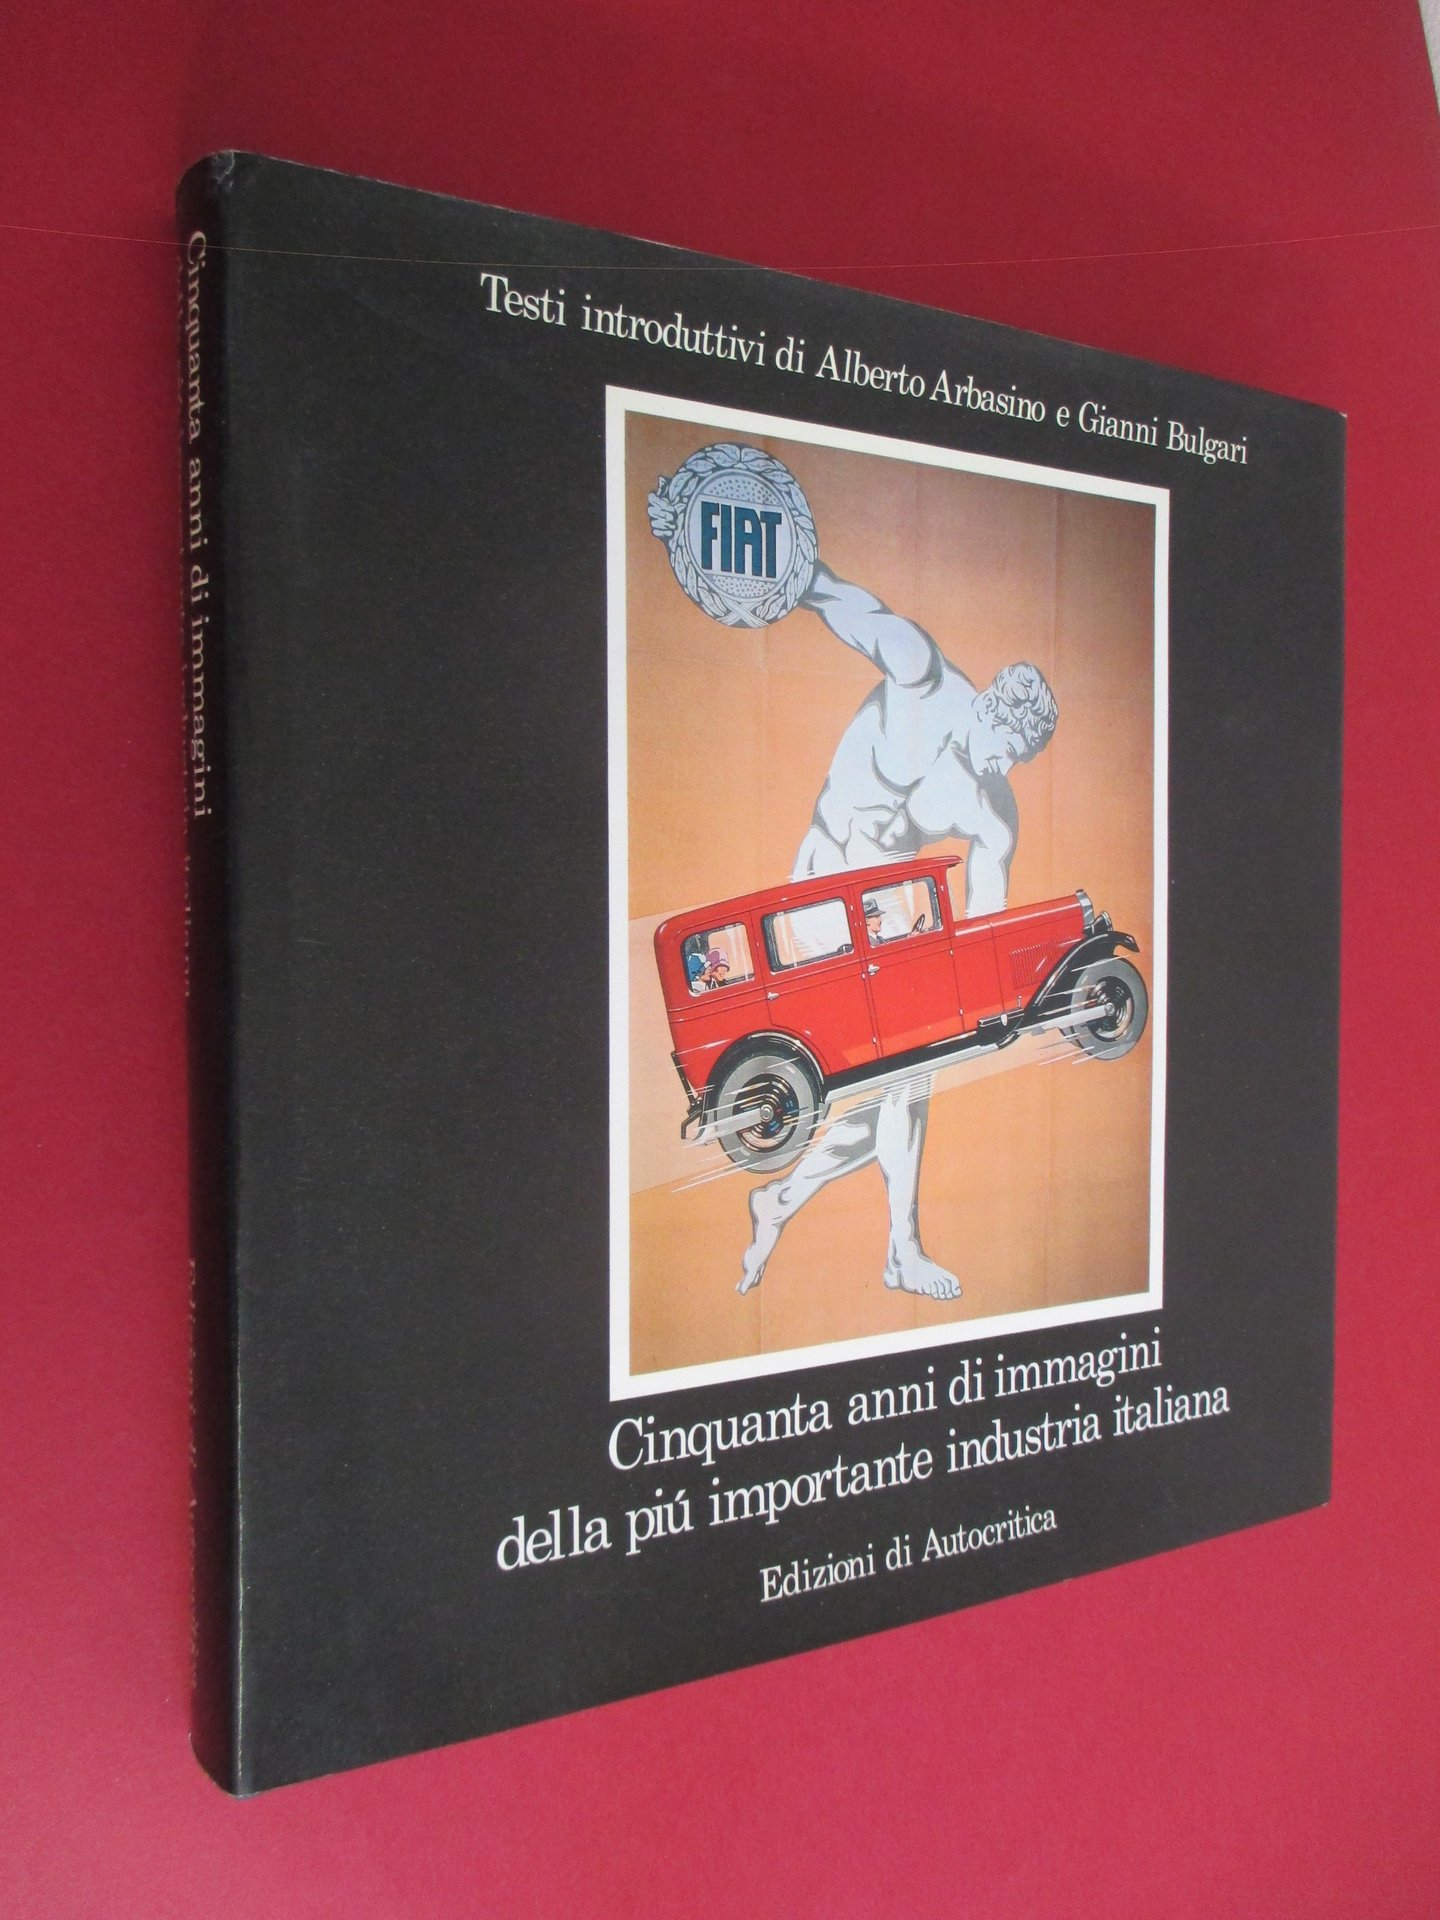 Testi introduttivi di Alberto Arbasino e Gianni Bulgari
FIAT
Cinquanta anni di immagini
della piú importante industria italiana
Edizioni di Autocritica
Cinquanta anni di immagini